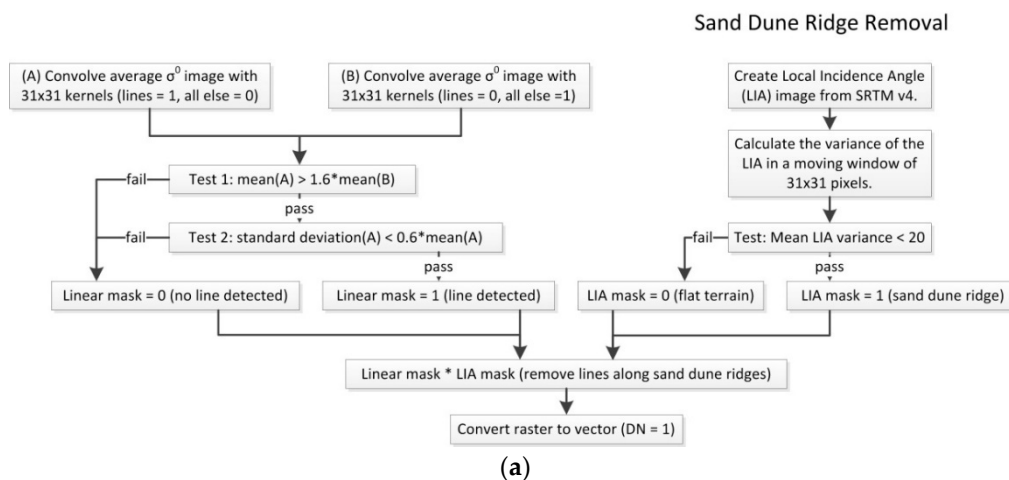 Sand Dune Ridge Removal
(A) Convolve average σ⁰ image with
31x31 kernels (lines = 1, all else = 0)
(B) Convolve average σ⁰ image with
31x31 kernels (lines = 0, all else =1)
Create Local Incidence Angle
(LIA) image from SRTM v4.
Calculate the variance of the
LIA in a moving window of
31x31 pixels.
fail
Test 1: mean(A) > 1.6*mean(B)
pass
fail
Test 2: standard deviation(A) < 0.6*mean(A)
pass
fail
Test: Mean LIA variance < 20
pass
Linear mask = 0 (no line detected)
Linear mask = 1 (line detected)
LIA mask = 0 (flat terrain)
LIA mask = 1 (sand dune ridge)
Linear mask * LIA mask (remove lines along sand dune ridges)
Convert raster to vector (DN = 1)
(a)